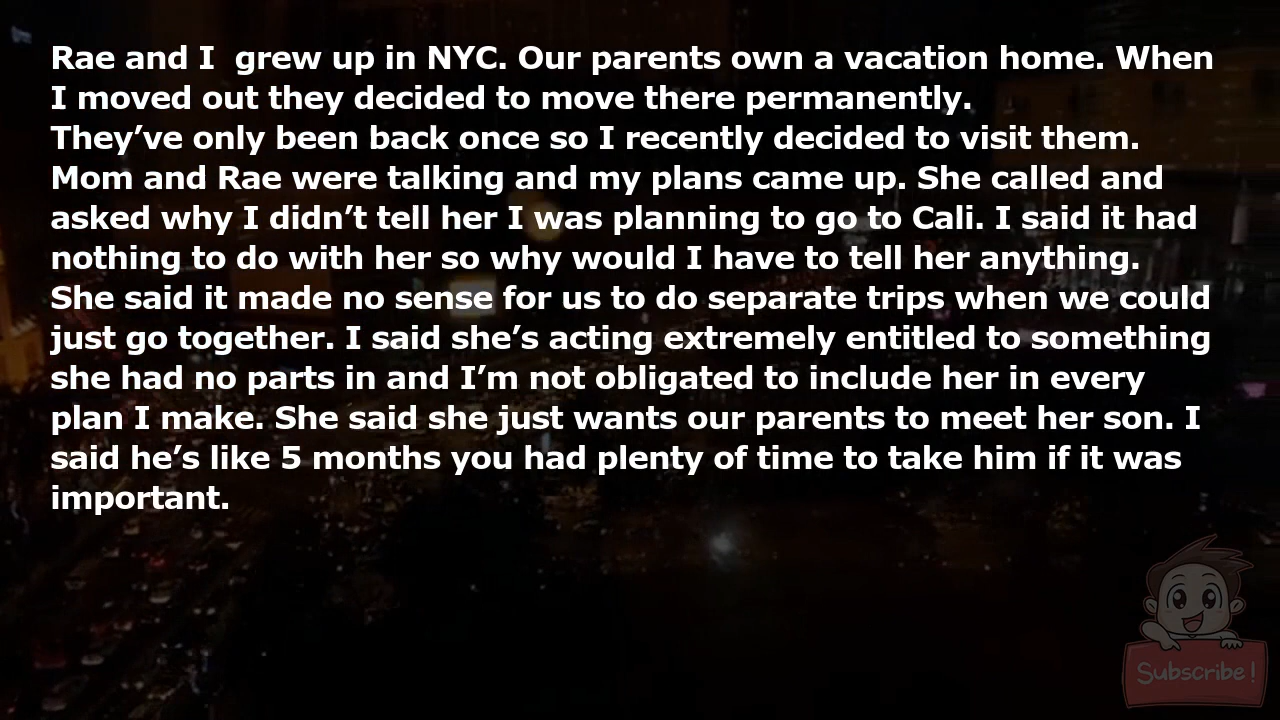 Rae and I  grew up in NYC. Our parents own a vacation home. When
I moved out they decided to move there permanently.
They’ve only been back once so I recently decided to visit them.
Mom and Rae were talking and my plans came up. She called and
asked why I didn’t tell her I was planning to go to Cali. I said it had
nothing to do with her so why would I have to tell her anything.
She said it made no sense for us to do separate trips when we could
just go together. I said she’s acting extremely entitled to something
she had no parts in and I’m not obligated to include her in every
plan I make. She said she just wants our parents to meet her son. I
said he’s like 5 months you had plenty of time to take him if it was
important.
Subscribe!